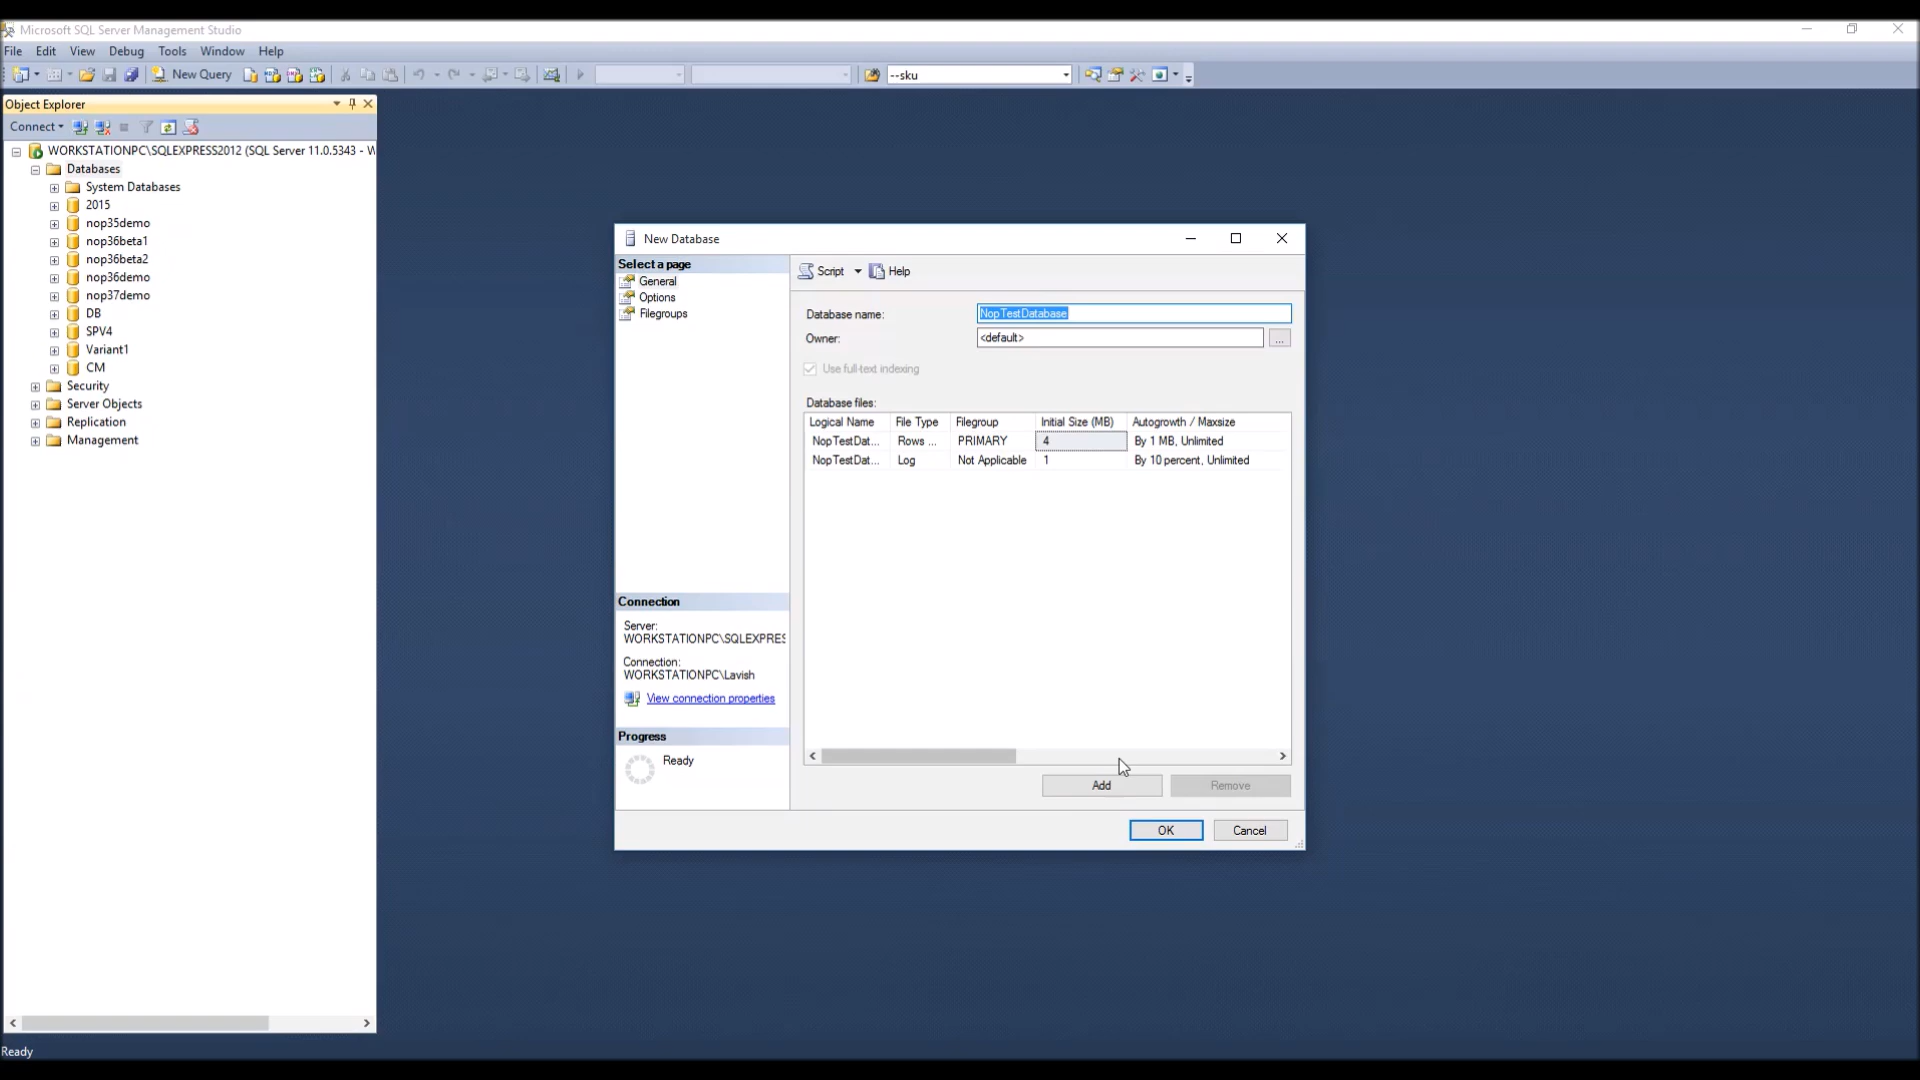 Microsoft SQL Server Management Studio
File Edit View Debug Tools Window Help
New Query --sku
Object Explorer
Connect
WORKSTATIONPC\SQLEXPRESS2012 (SQL Server 11.0.5343 - W
Databases
System Databases
2015
nop35demo
nop36beta1
nop36beta2
nop36demo
nop37demo
DB
SPV4
Variant1
CM
Security
Server Objects
Replication
Management
New Database
Select a page
General
Options
Filegroups
Script Help
Database name: NopTestDatabase
Owner: <default> ...
Use full-text indexing
Database files:
Logical Name File Type Filegroup Initial Size (MB) Autogrowth / Maxsize
NopTestDat... Rows ... PRIMARY 4 By 1 MB, Unlimited
NopTestDat... Log Not Applicable 1 By 10 percent, Unlimited
Connection
Server:
WORKSTATIONPC\SQLEXPRES
Connection:
WORKSTATIONPC\Lavish
View connection properties
Progress
Ready
Add Remove
OK Cancel
Ready